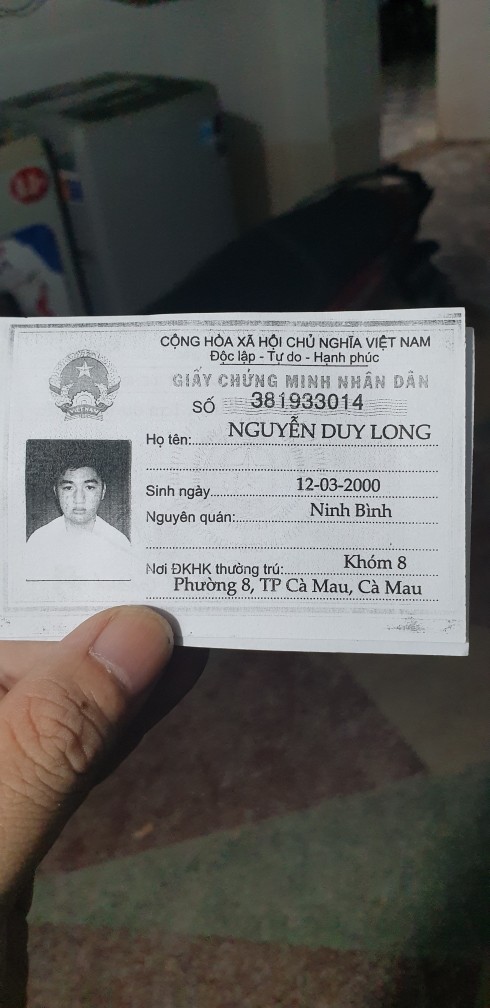 CỘNG HÒA XÃ HỘI CHỦ NGHĨA VIỆT NAM
Độc lập - Tự do - Hạnh phúc
GIẤY CHỨNG MINH NHÂN DÂN
SỐ 381933014
Họ tên: NGUYỄN DUY LONG
Sinh ngày 12-03-2000
Nguyên quán: Ninh Bình
Nơi ĐKHK thường trú: Khóm 8
Phường 8, TP Cà Mau, Cà Mau
VIỆT NAM